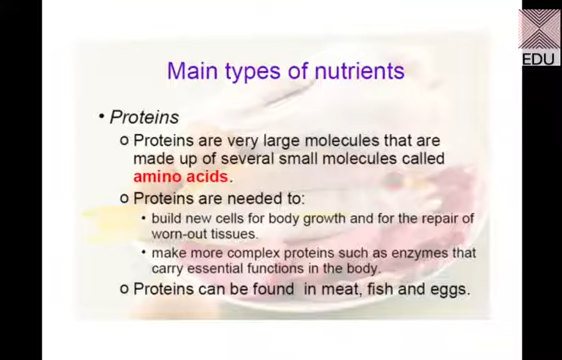 EDU
Main types of nutrients
• Proteins
o Proteins are very large molecules that are
made up of several small molecules called
amino acids.
o Proteins are needed to:
• build new cells for body growth and for the repair of
worn-out tissues.
• make more complex proteins such as enzymes that
carry essential functions in the body.
o Proteins can be found in meat, fish and eggs.